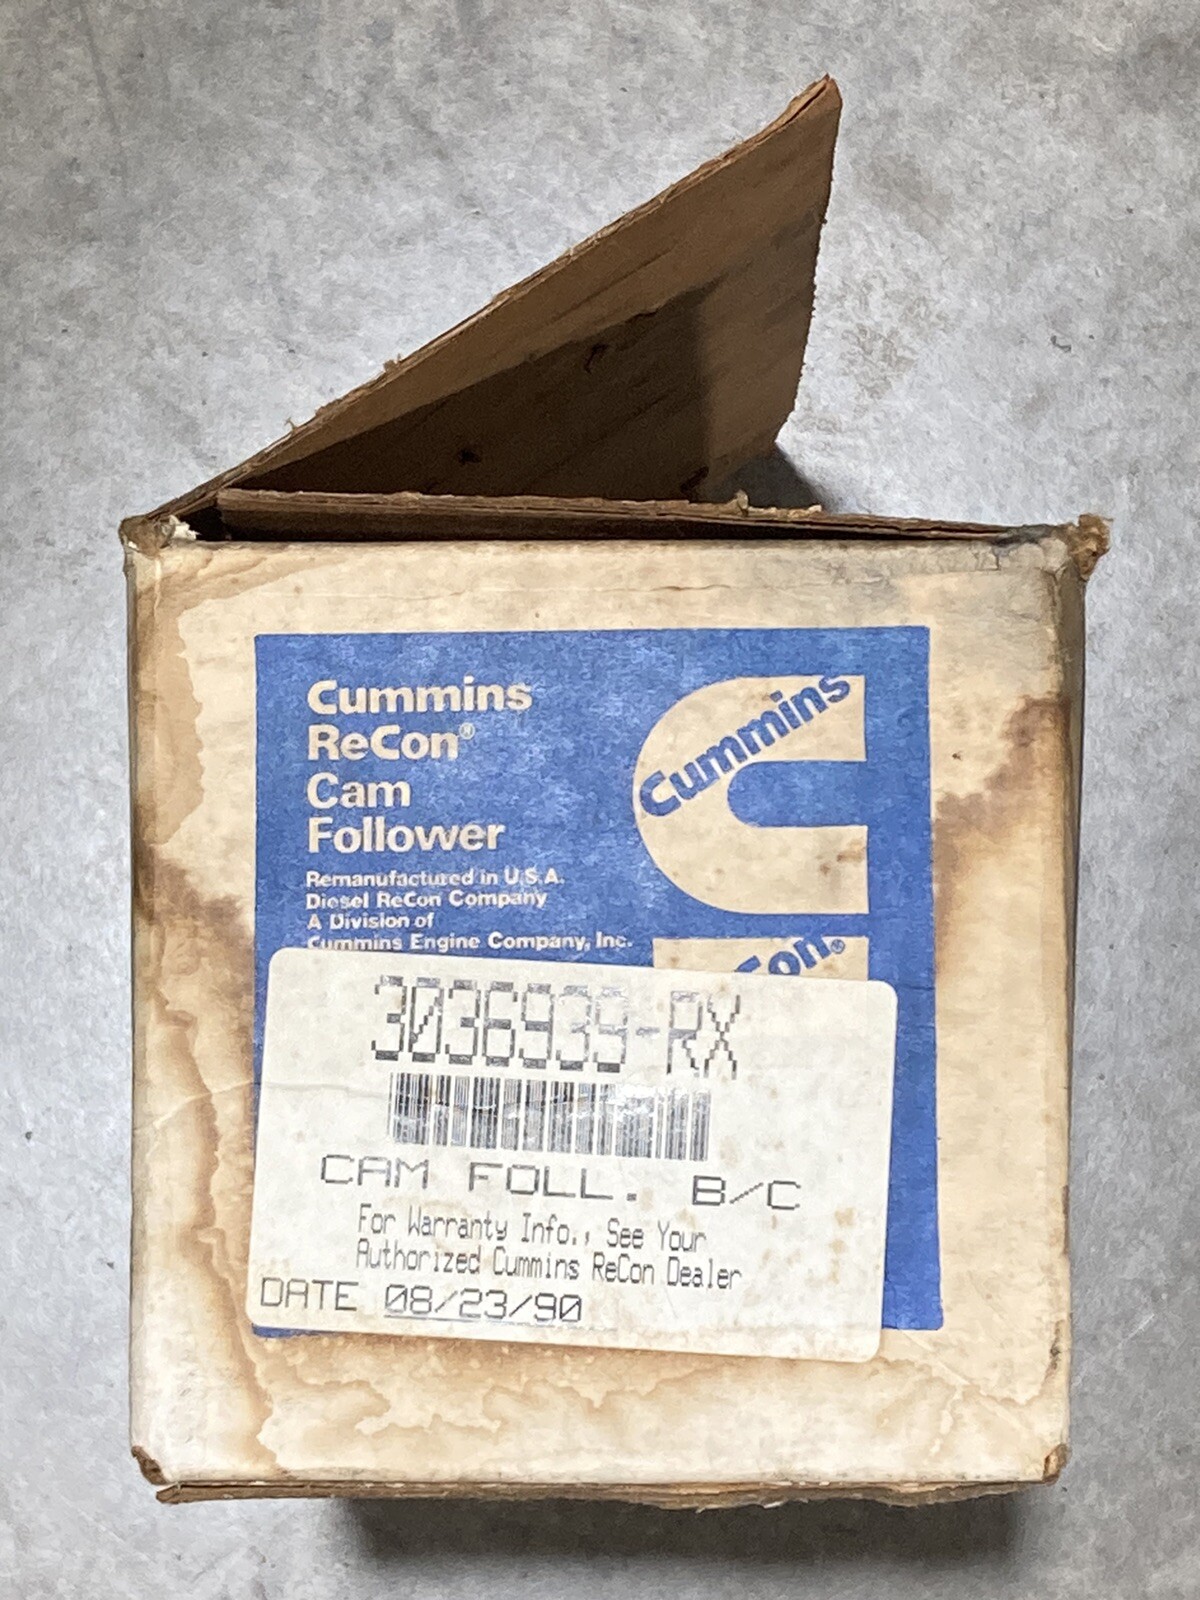 Cummins
ReCon®
Cam
Follower
Remanufactured in U.S.A.
Diesel ReCon Company
A Division of
Cummins Engine Company, Inc.
Cummins
Con®
3036939-RX
CAM FOLL. B/C
For Warranty Info., See Your
Authorized Cummins ReCon Dealer
DATE 08/23/90